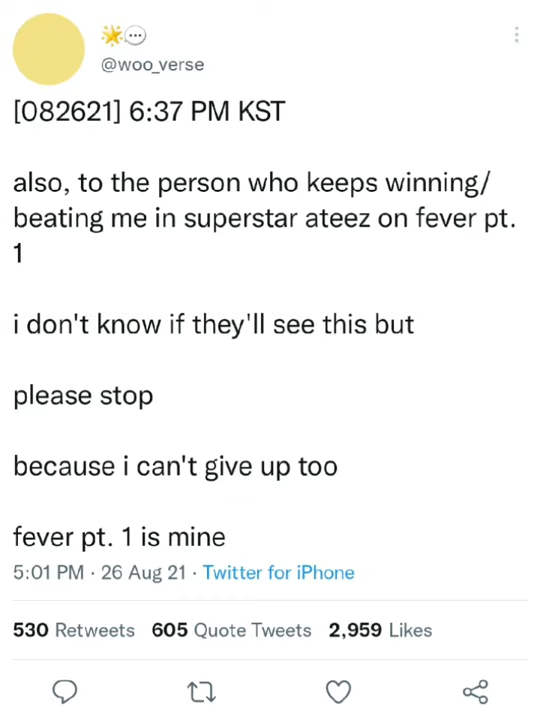 @woo_verse
[082621] 6:37 PM KST
also, to the person who keeps winning/
beating me in superstar ateez on fever pt.
1
i don't know if they'll see this but
please stop
because i can't give up too
fever pt. 1 is mine
5:01 PM · 26 Aug 21 · Twitter for iPhone
530 Retweets 605 Quote Tweets 2,959 Likes